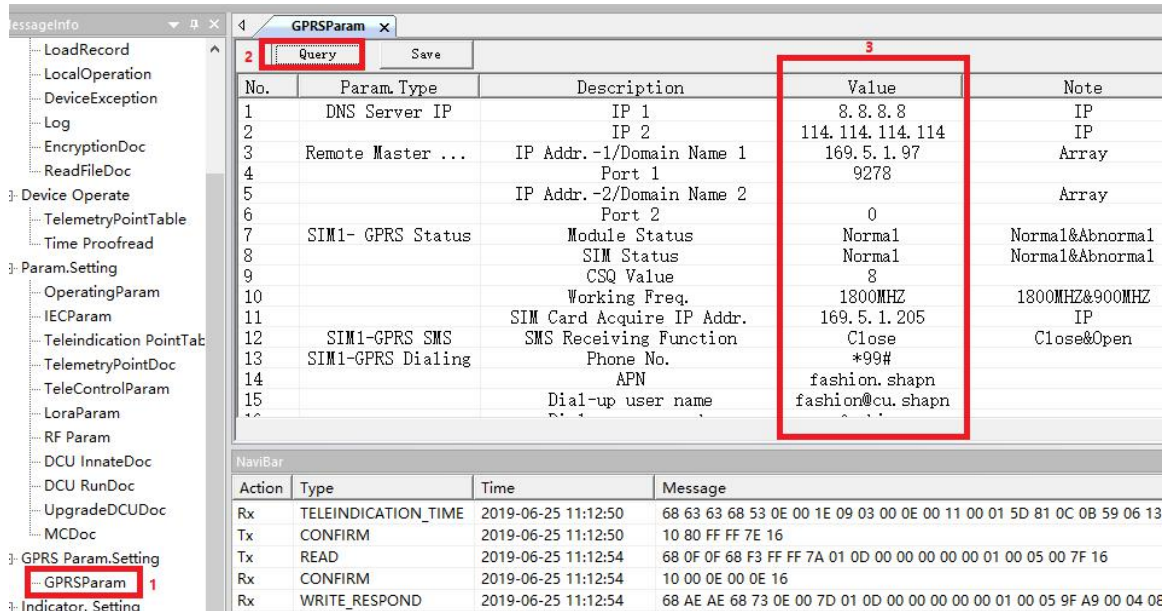 MessageInfo
LoadRecord
LocalOperation
DeviceException
Log
EncryptionDoc
ReadFileDoc
Device Operate
TelemetryPointTable
Time Proofread
Param.Setting
OperatingParam
IECParam
Teleindication PointTab
TelemetryPointDoc
TeleControlParam
LoraParam
RF Param
DCU InnateDoc
DCU RunDoc
UpgradeDCUDoc
MCDoc
GPRS Param.Setting
GPRSParam 1
Indicator. Setting
GPRSParam x
2 Query Save 3
No. Param.Type Description Value Note
1 DNS Server IP IP 1 8.8.8.8 IP
2 IP 2 114.114.114.114 IP
3 Remote Master ... IP Addr.-1/Domain Name 1 169.5.1.97 Array
4 Port 1 9278
5 IP Addr.-2/Domain Name 2 Array
6 Port 2 0
7 SIM1- GPRS Status Module Status Normal Normal&Abnormal
8 SIM Status Normal Normal&Abnormal
9 CSQ Value 8
10 Working Freq. 1800MHZ 1800MHZ&900MHZ
11 SIM Card Acquire IP Addr. 169.5.1.205 IP
12 SIM1-GPRS SMS SMS Receiving Function Close Close&Open
13 SIM1-GPRS Dialing Phone No. *99#
14 APN fashion.shapn
15 Dial-up user name fashion@cu.shapn
NaviBar
Action Type Time Message
Rx TELEINDICATION_TIME 2019-06-25 11:12:50 68 63 63 68 53 0E 00 1E 09 03 00 0E 00 11 00 01 5D 81 0C 0B 59 06 13
Tx CONFIRM 2019-06-25 11:12:50 10 80 FF FF 7E 16
Tx READ 2019-06-25 11:12:54 68 0F 0F 68 F3 FF FF 7A 01 0D 00 00 00 00 00 00 01 00 05 00 7F 16
Rx CONFIRM 2019-06-25 11:12:54 10 00 0E 00 0E 16
Rx WRITE_RESPOND 2019-06-25 11:12:54 68 AE AE 68 73 0E 00 7D 01 0D 00 00 00 00 00 00 01 00 05 9F A9 00 04 08